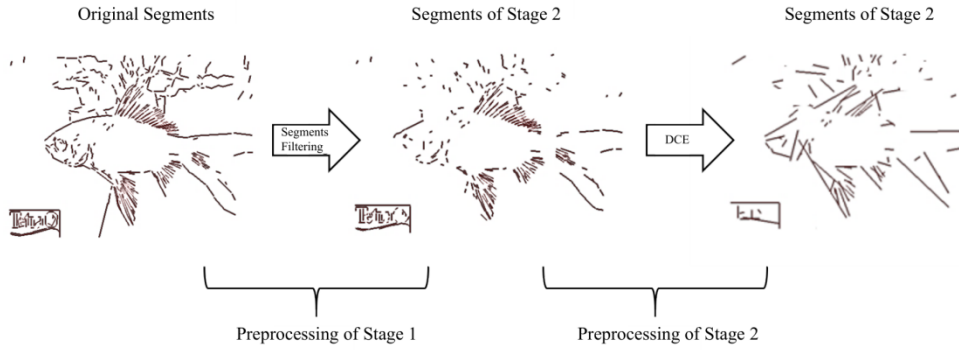 Original Segments
Segments of Stage 2
Segments of Stage 2
Segments
Filtering
DCE
Preprocessing of Stage 1
Preprocessing of Stage 2